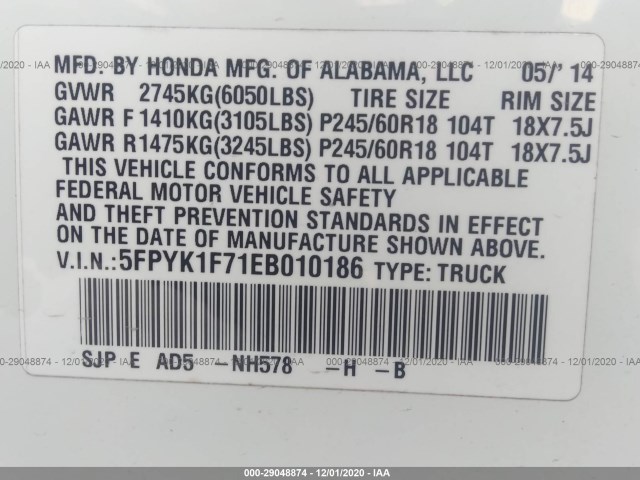 MFD. BY HONDA MFG. OF ALABAMA, LLC 05/' 14
GVWR 2745KG(6050LBS) TIRE SIZE RIM SIZE
GAWR F 1410KG(3105LBS) P245/60R18 104T 18X7.5J
GAWR R1475KG(3245LBS) P245/60R18 104T 18X7.5J
THIS VEHICLE CONFORMS TO ALL APPLICABLE
FEDERAL MOTOR VEHICLE SAFETY
AND THEFT PREVENTION STANDARDS IN EFFECT
ON THE DATE OF MANUFACTURE SHOWN ABOVE.
V.I.N.:5FPYK1F71EB010186 TYPE: TRUCK
SJP E AD5 -NH578 -H -B
000-29048874 - 12/01/2020 - IAA